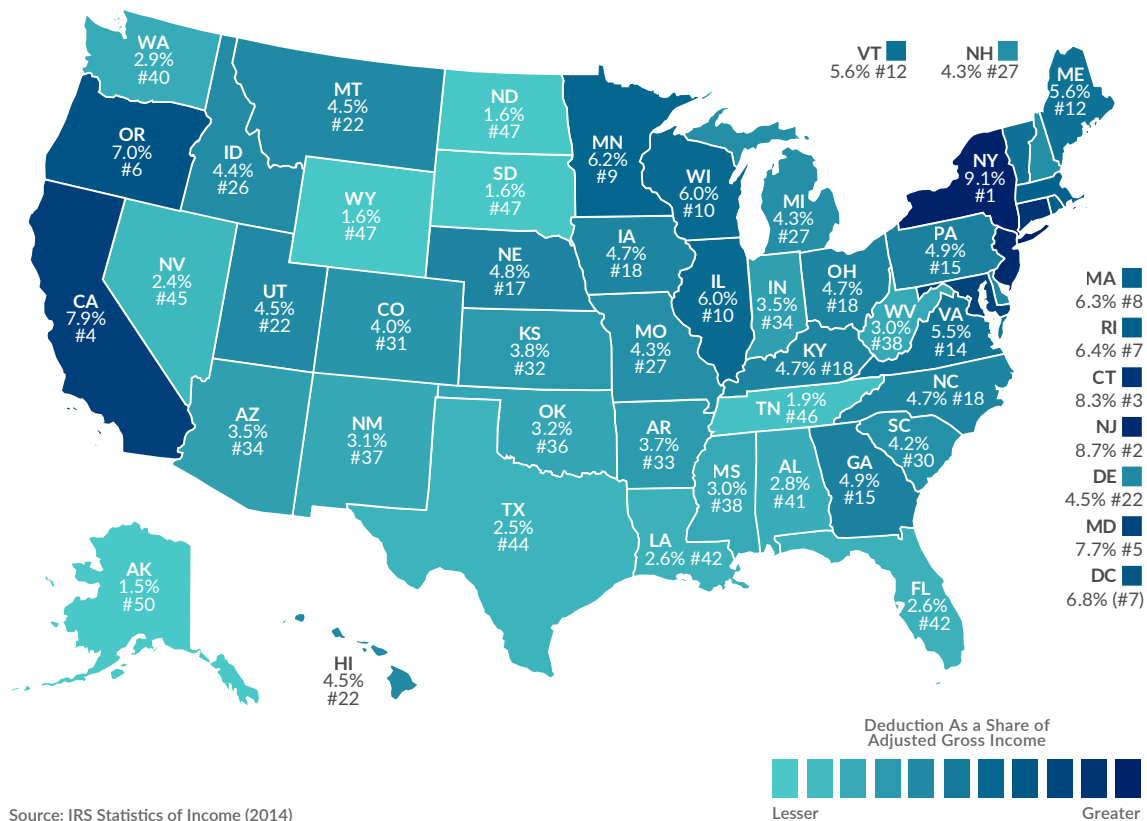 WA
2.9%
#40
VT
5.6% #12
NH
4.3% #27
ME
5.6%
#12
MT
4.5%
#22
ND
1.6%
#47
OR
7.0%
#6
ID
4.4%
#26
MN
6.2%
#9
WI
6.0%
#10
NY
9.1%
#1
SD
1.6%
#47
WY
1.6%
#47
MI
4.3%
#27
IA
4.7%
#18
PA
4.9%
#15
NE
4.8%
#17
NV
2.4%
#45
UT
4.5%
#22
CA
7.9%
#4
CO
4.0%
#31
IL
6.0%
#10
IN
3.5%
#34
OH
4.7%
#18
WV
3.0%
#38
VA
5.5%
#14
MA
6.3% #8
RI
6.4% #7
CT
8.3% #3
NJ
8.7% #2
DE
4.5% #22
MD
7.7% #5
DC
6.8% (#7)
KS
3.8%
#32
MO
4.3%
#27
KY
4.7% #18
NC
4.7% #18
TN 1.9%
#46
AZ
3.5%
#34
NM
3.1%
#37
OK
3.2%
#36
AR
3.7%
#33
SC
4.2%
#30
MS
3.0%
#38
AL
2.8%
#41
GA
4.9%
#15
TX
2.5%
#44
LA
2.6% #42
FL
2.6%
#42
AK
1.5%
#50
HI
4.5%
#22
Deduction As a Share of
Adjusted Gross Income
Lesser
Greater
Source: IRS Statistics of Income (2014)